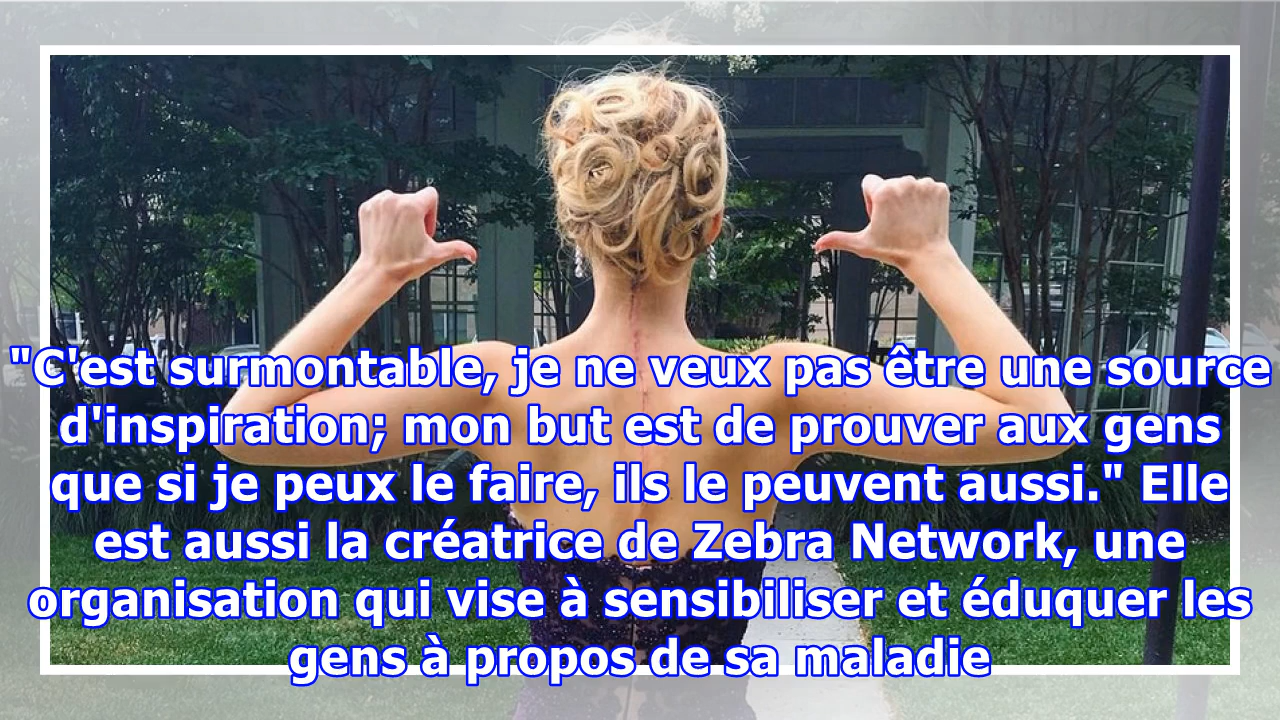 "C'est surmontable, je ne veux pas être une source
d'inspiration; mon but est de prouver aux gens
que si je peux le faire, ils le peuvent aussi." Elle
est aussi la créatrice de Zebra Network, une
organisation qui vise à sensibiliser et éduquer les
gens à propos de sa maladie